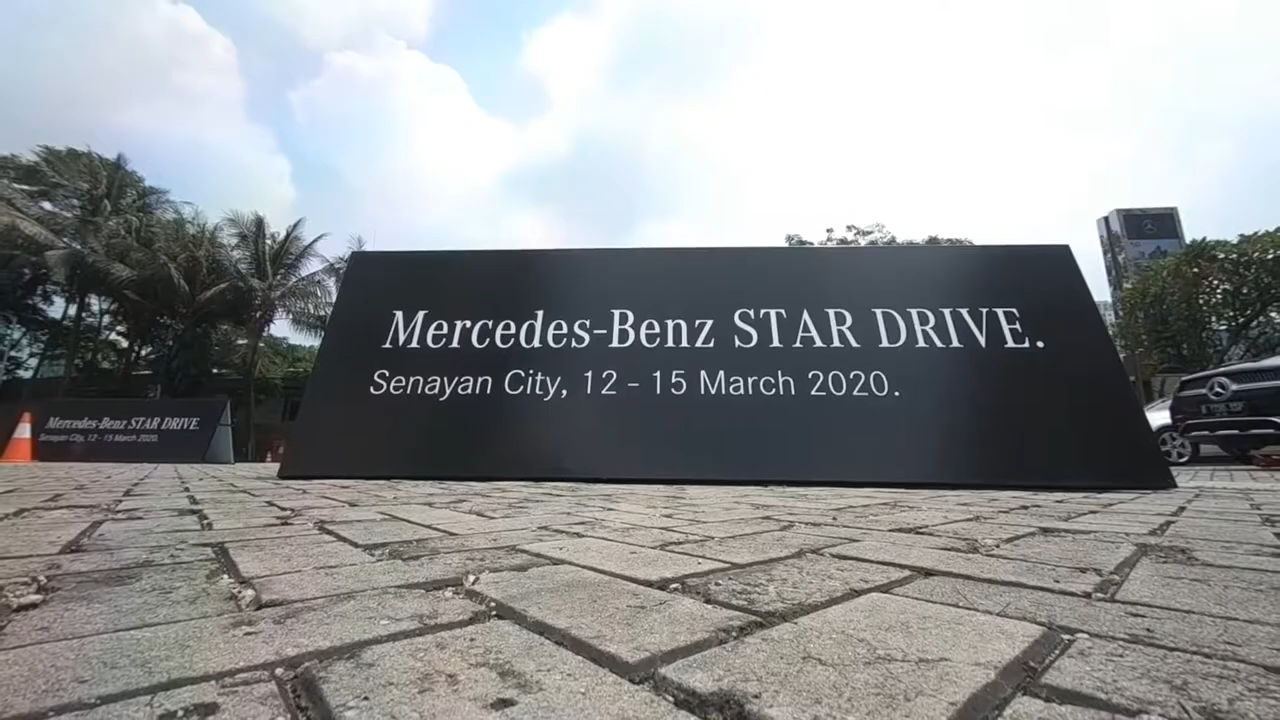 Mercedes-Benz STAR DRIVE.
Senayan City, 12 - 15 March 2020.
Mercedes-Benz STAR DRIVE.
Senayan City, 12 - 15 March 2020.